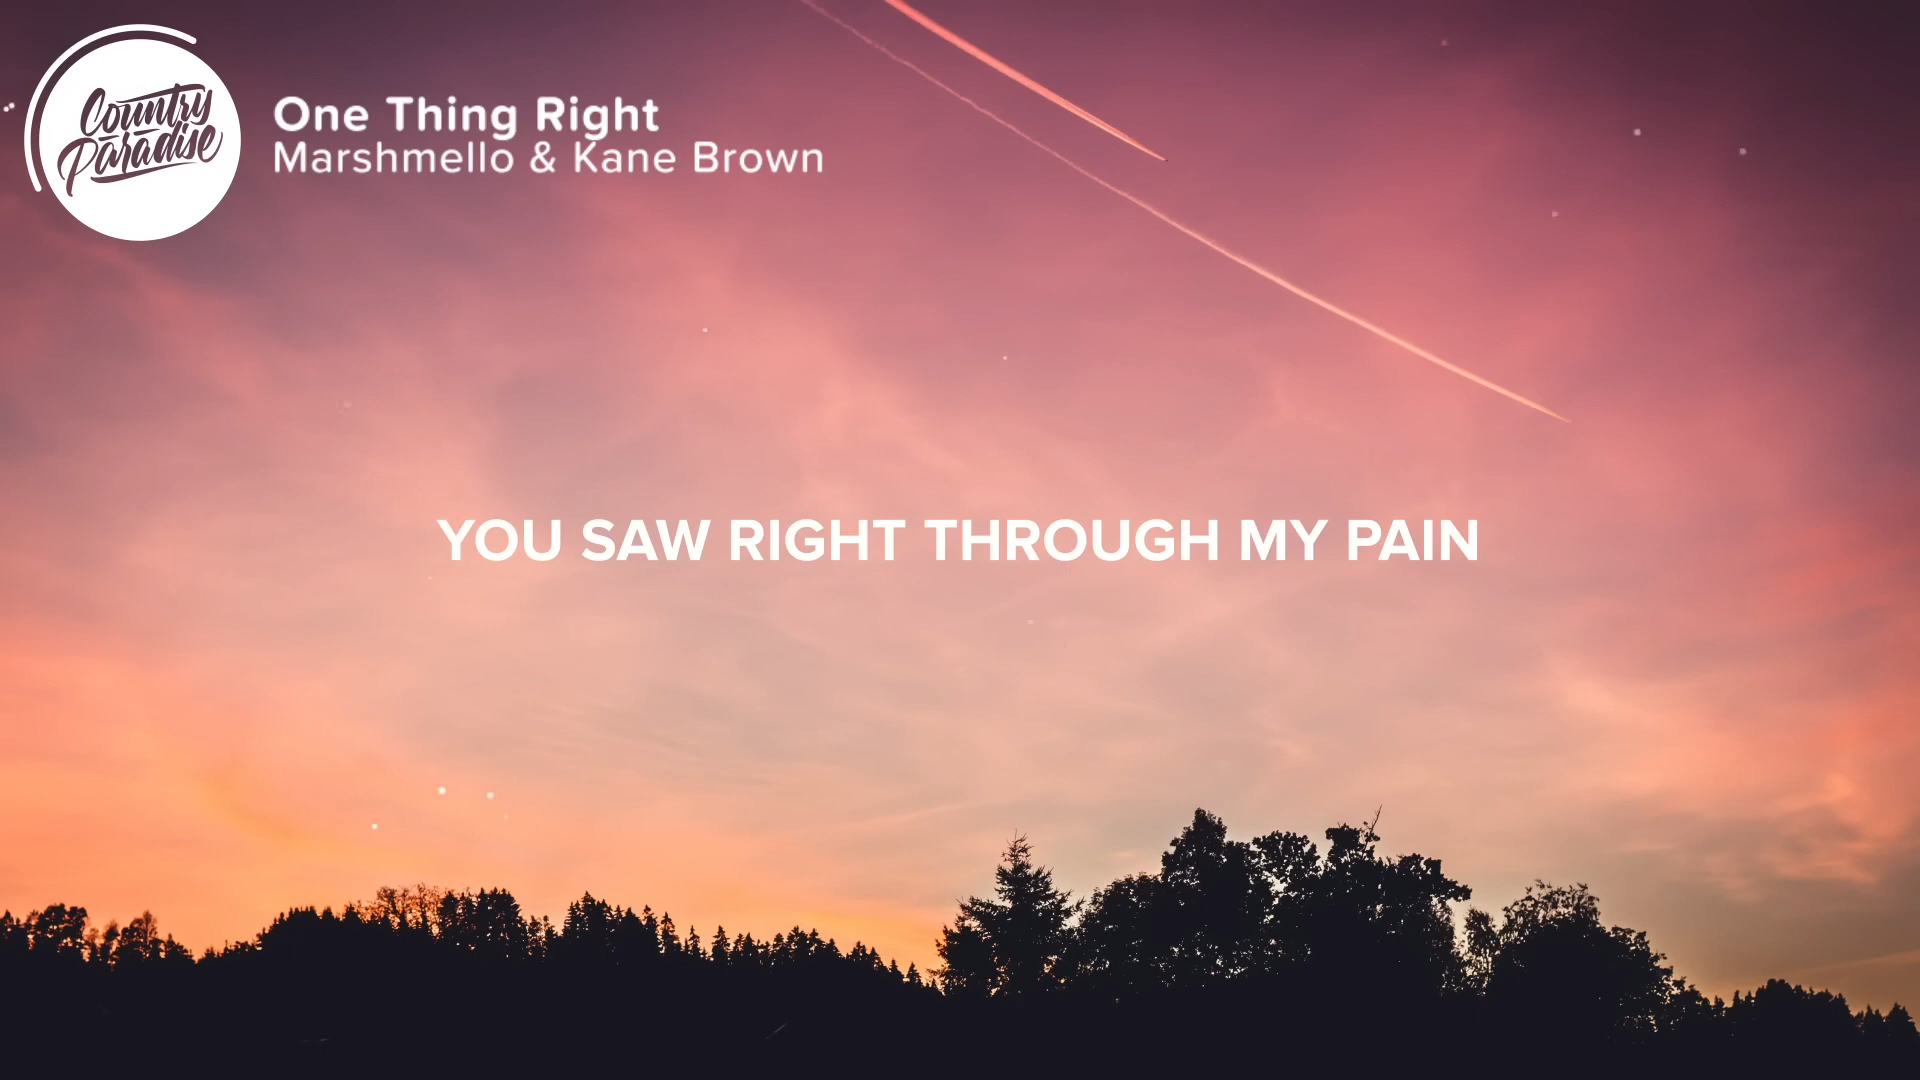 Country
Paradise
One Thing Right
Marshmello & Kane Brown
YOU SAW RIGHT THROUGH MY PAIN